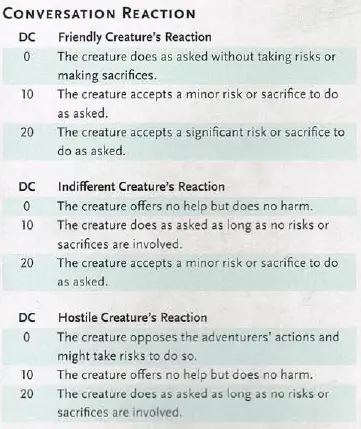 CONVERSATION REACTION
DC Friendly Creature's Reaction
0 The creature does as asked without taking risks or
making sacrifices.
10 The creature accepts a minor risk or sacrifice to do
as asked.
20 The creature accepts a significant risk or sacrifice to
do as asked.
DC Indifferent Creature's Reaction
0 The creature offers no help but does no harm.
10 The creature does as asked as long as no risks or
sacrifices are involved.
20 The creature accepts a minor risk or sacrifice to do
as asked.
DC Hostile Creature's Reaction
0 The creature opposes the adventurers' actions and
might take risks to do so.
10 The creature offers no help but does no harm.
20 The creature does as asked as long as no risks or
sacrifices are involved.